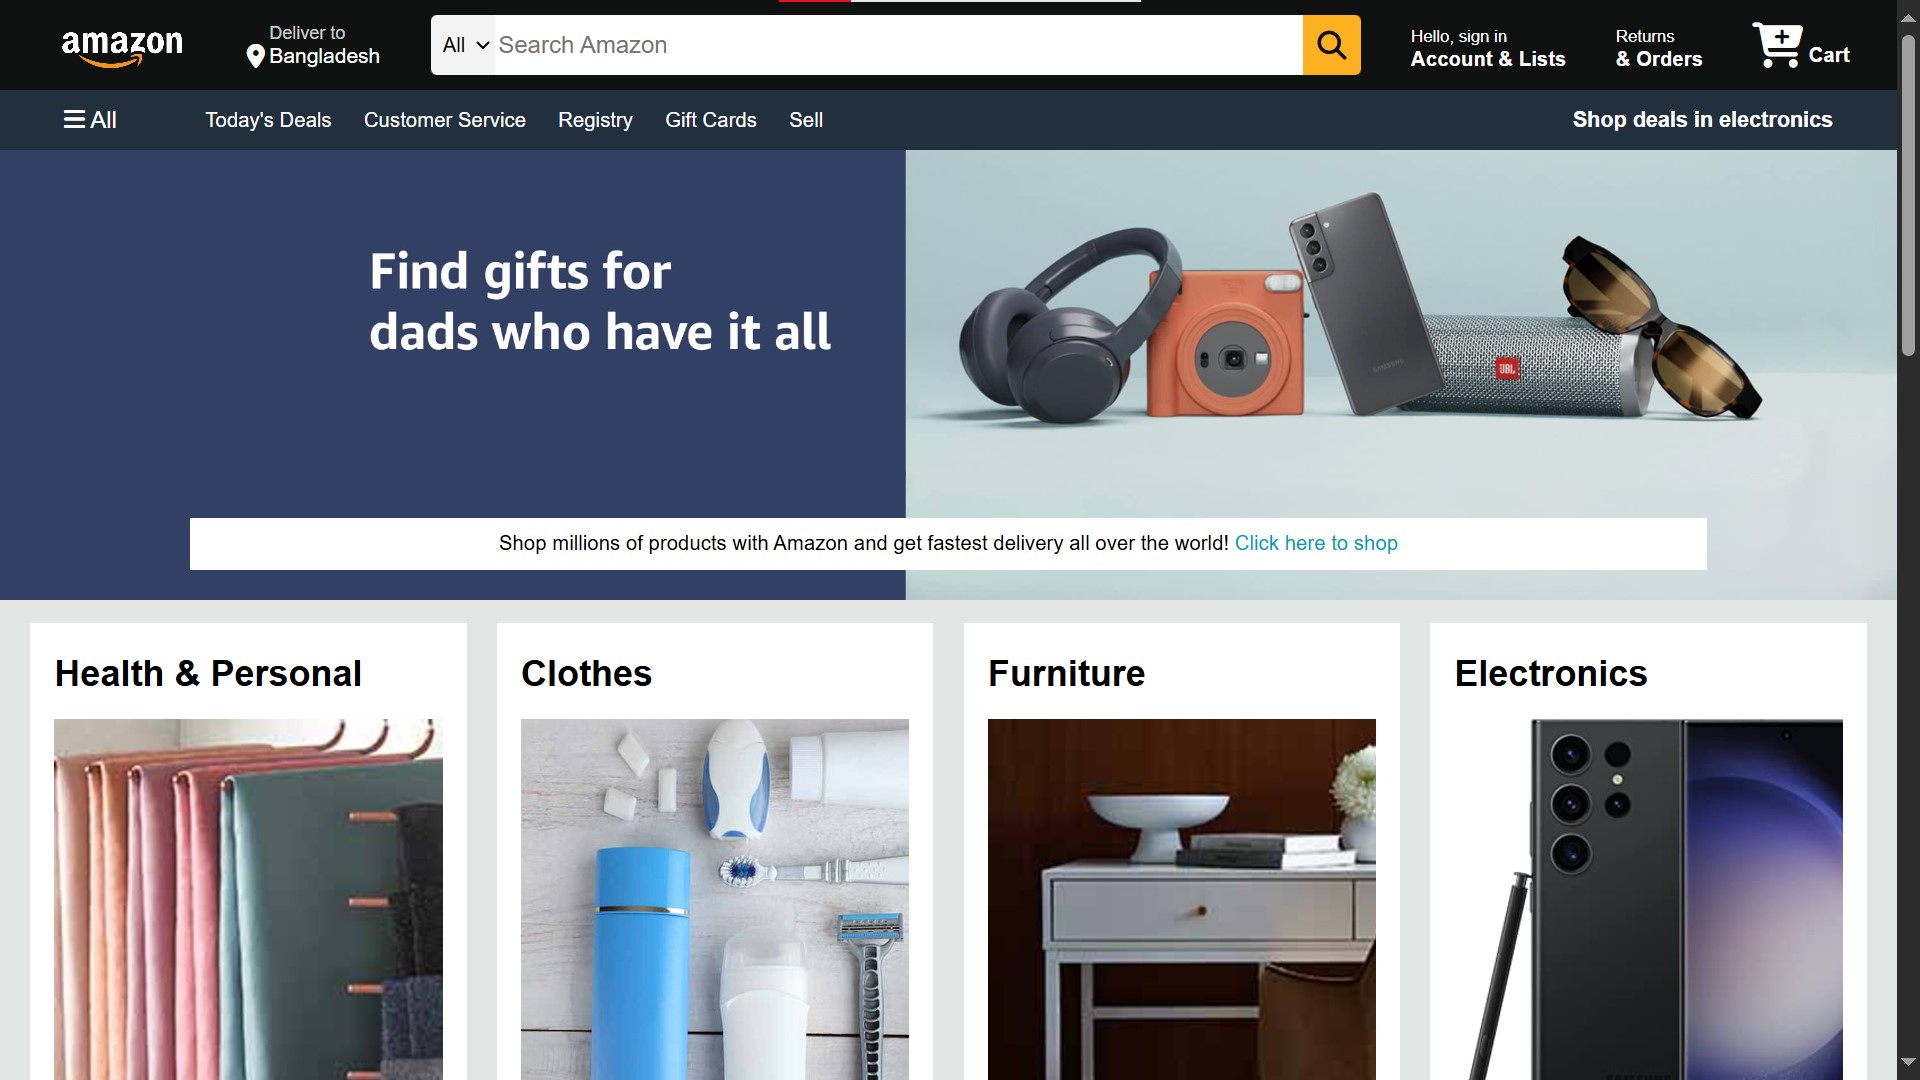 amazon
Deliver to
Bangladesh
All
Search Amazon
Hello, sign in
Account & Lists
Returns
& Orders
Cart
All
Today's Deals
Customer Service
Registry
Gift Cards
Sell
Shop deals in electronics
Find gifts for
dads who have it all
SAMSUNG
JBL
Shop millions of products with Amazon and get fastest delivery all over the world! Click here to shop
Health & Personal
Clothes
Furniture
Electronics